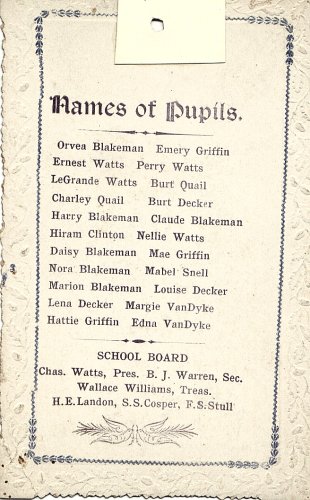 Names of Pupils.
Orvea Blakeman Emery Griffin
Ernest Watts Perry Watts
LeGrande Watts Burt Quail
Charley Quail Burt Decker
Harry Blakeman Claude Blakeman
Hiram Clinton Nellie Watts
Daisy Blakeman Mae Griffin
Nora Blakeman Mabel Snell
Marion Blakeman Louise Decker
Lena Decker Margie VanDyke
Hattie Griffin Edna VanDyke
SCHOOL BOARD
Chas. Watts, Pres. B. J. Warren, Sec.
Wallace Williams, Treas.
H.E. Landon, S.S. Cosper, F.S. Stull